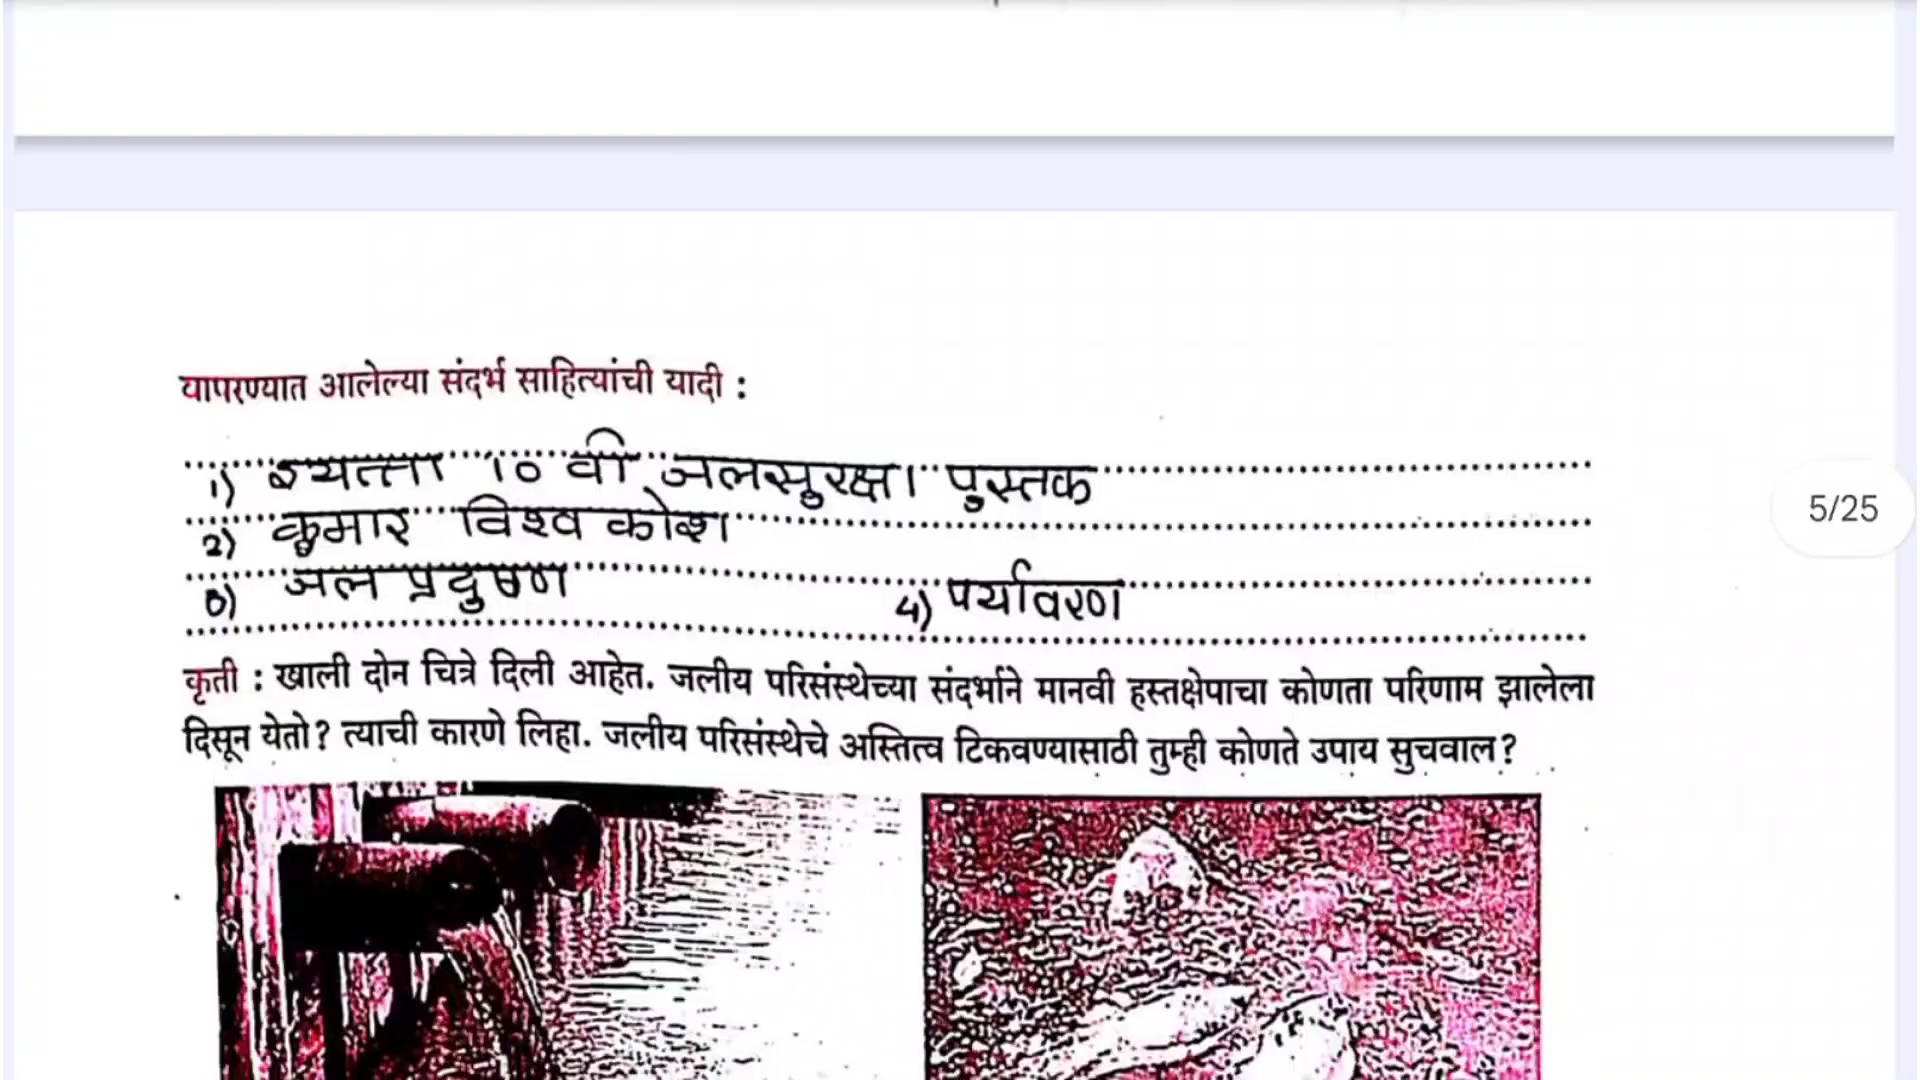 वापरण्यात आलेल्या संदर्भ साहित्यांची यादी :
1) इयत्ता 10 वी जलसुरक्षा पुस्तक
2) कुमार विश्व कोश
3) जल प्रदुषण 4) पर्यावरण
5/25
कृती : खाली दोन चित्रे दिली आहेत. जलीय परिसंस्थेच्या संदर्भाने मानवी हस्तक्षेपाचा कोणता परिणाम झालेला
दिसून येतो? त्याची कारणे लिहा. जलीय परिसंस्थेचे अस्तित्व टिकवण्यासाठी तुम्ही कोणते उपाय सुचवाल?